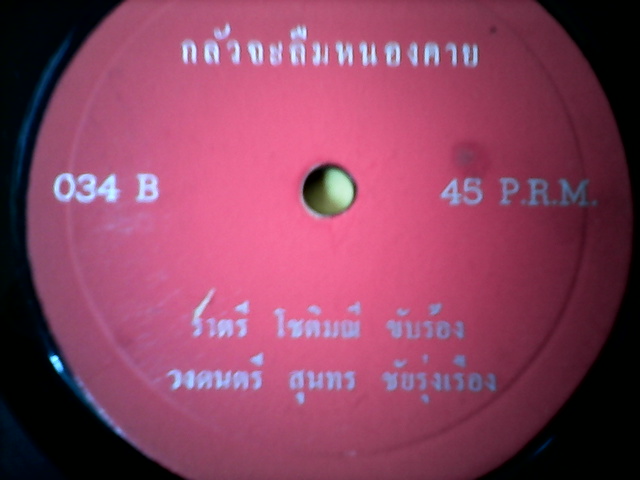 กลัวจะลืมหนองคาย
034 B
45 P.R.M.
ราตรี โชติมณี ขับร้อง
วงดนตรี สุนทร ชัยรุ่งเรือง